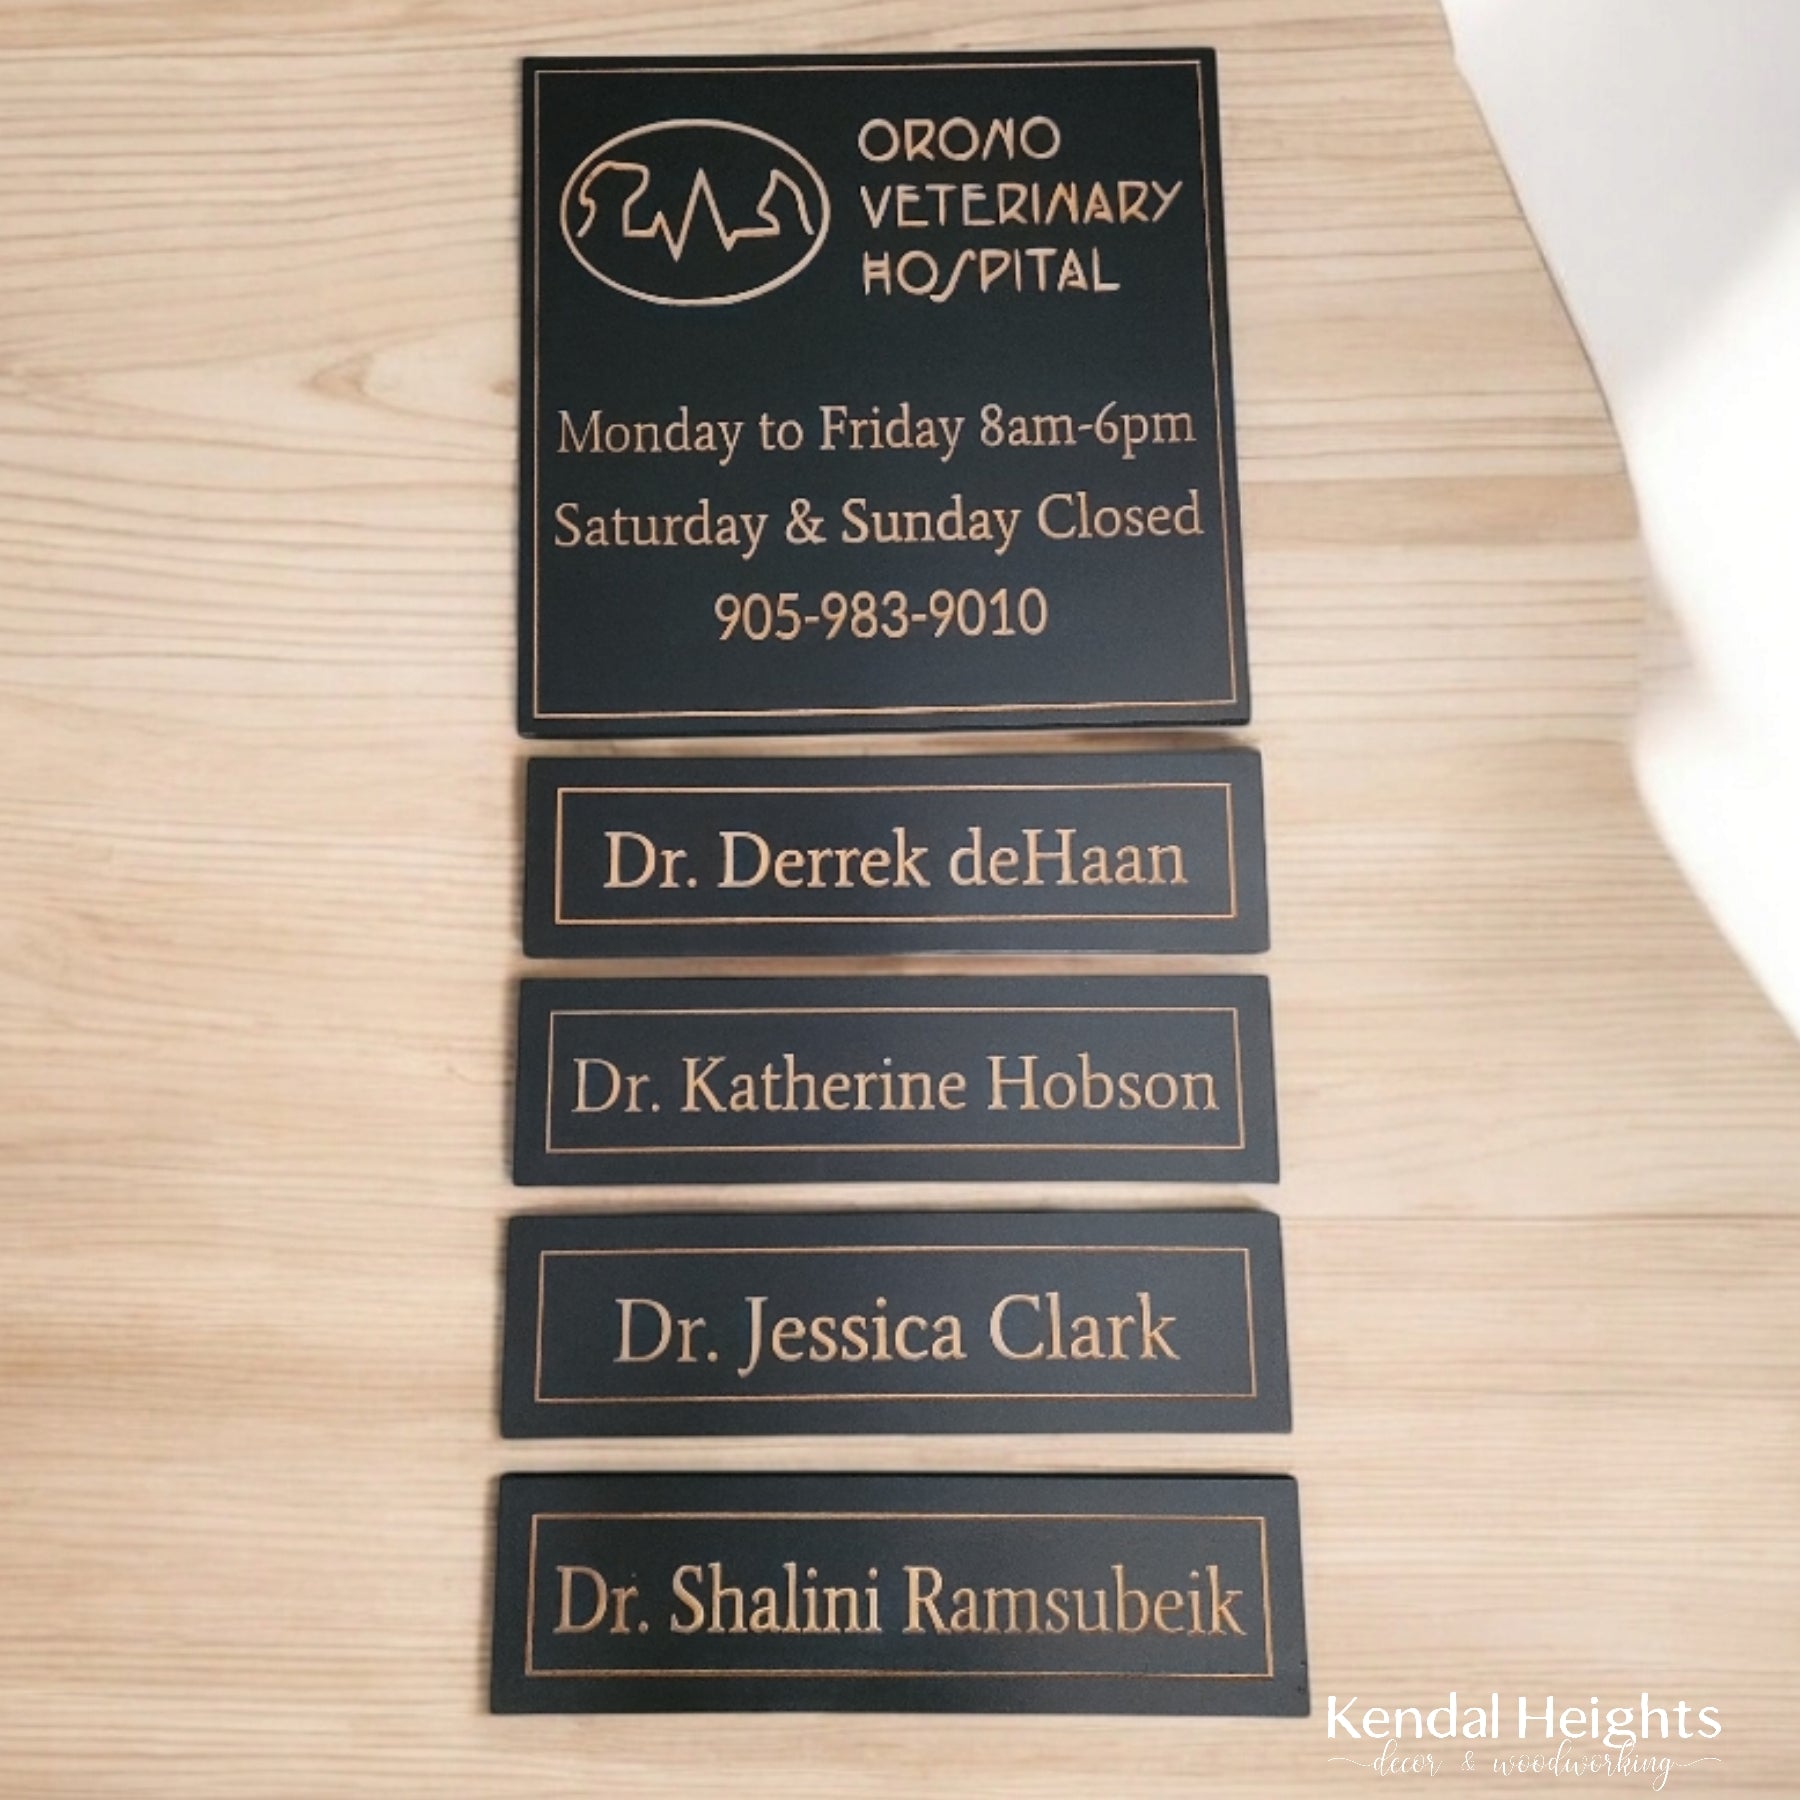 ORONO
VETERINARY
HOSPITAL
Monday to Friday 8am-6pm
Saturday & Sunday Closed
905-983-9010
Dr. Derrek deHaan
Dr. Katherine Hobson
Dr. Jessica Clark
Dr. Shalini Ramsubeik
Kendal Heights
decor & woodworking